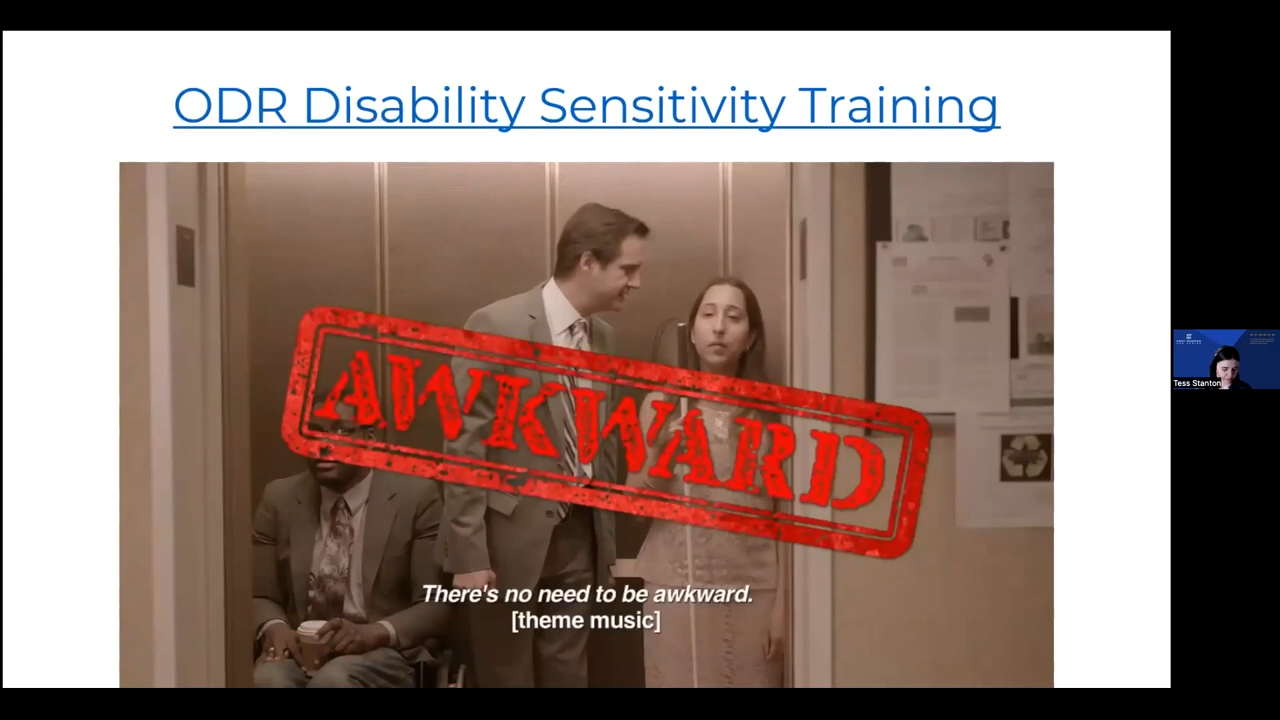 ODR Disability Sensitivity Training
AWKWARD
There's no need to be awkward.
[theme music]
Tess Stanton